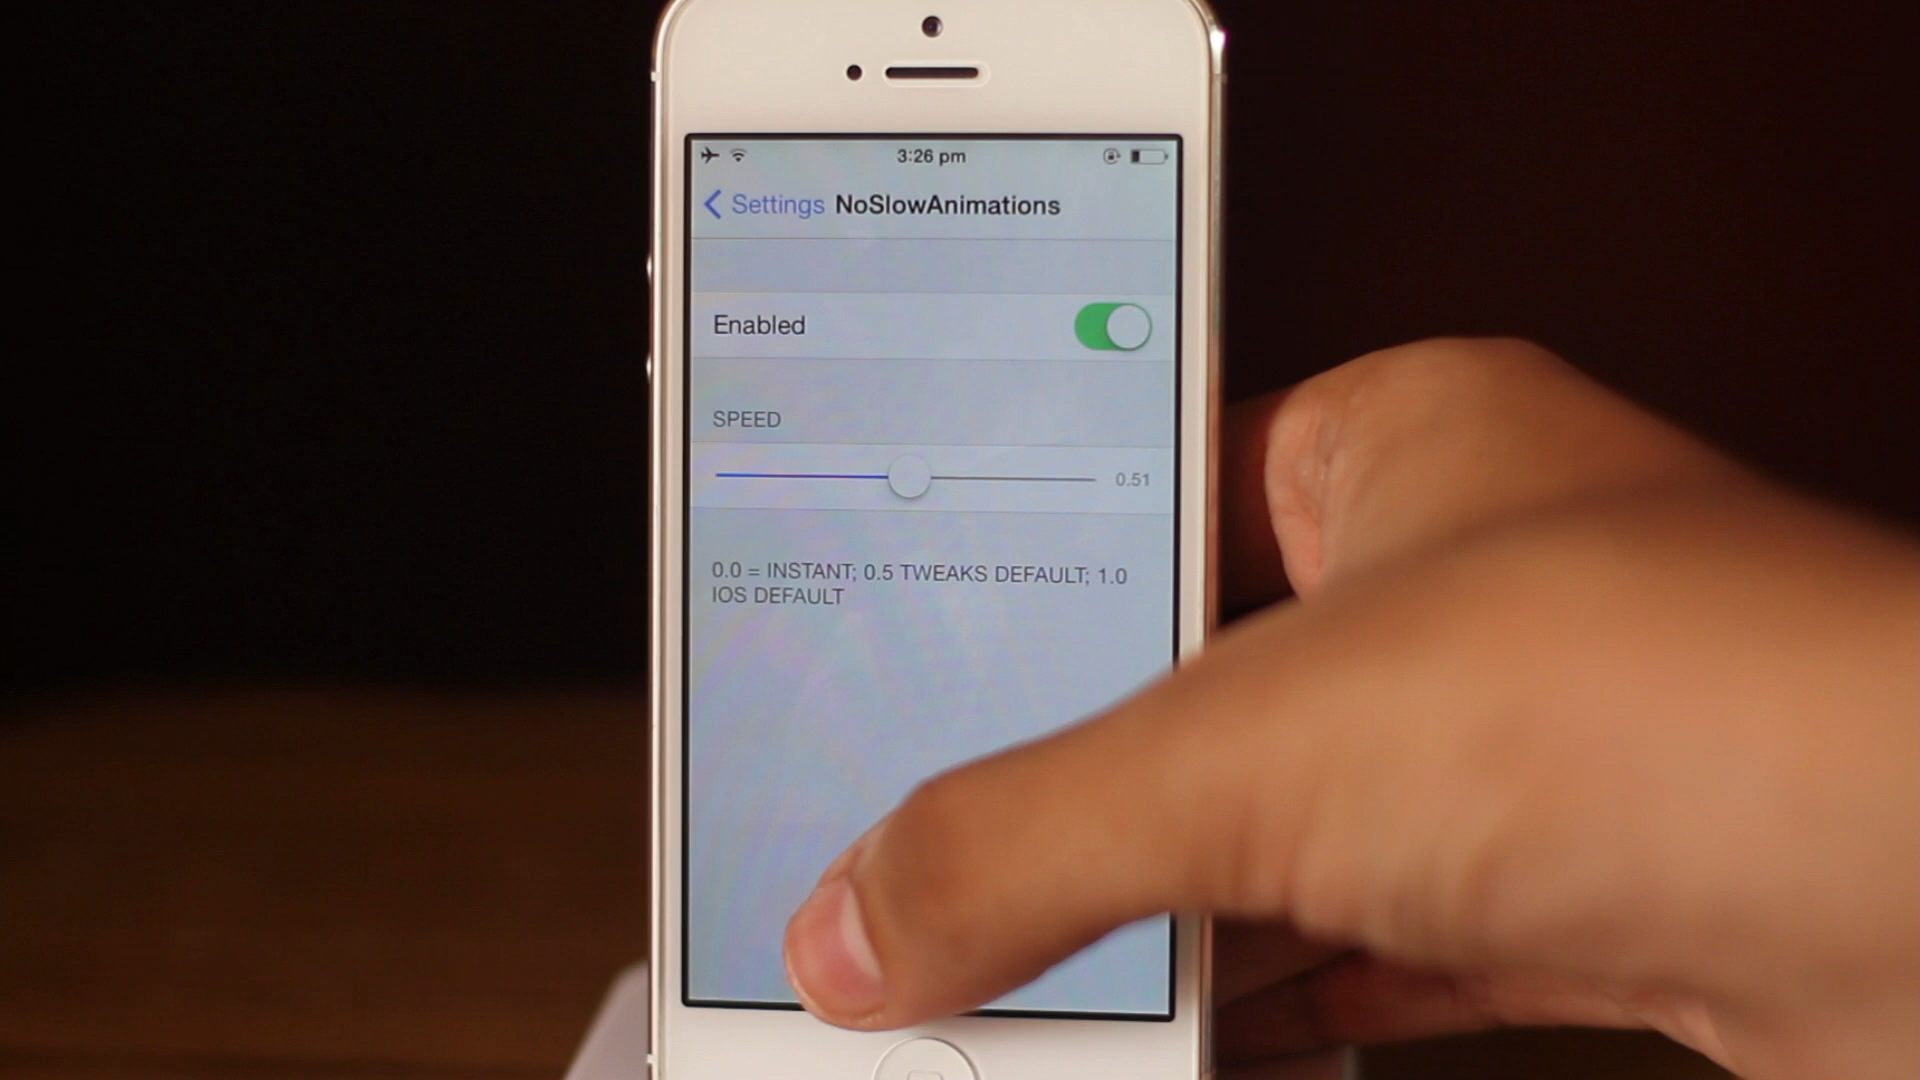 3:26 pm
Settings NoSlowAnimations
Enabled
SPEED
0.51
0.0 = INSTANT; 0.5 TWEAKS DEFAULT; 1.0
IOS DEFAULT